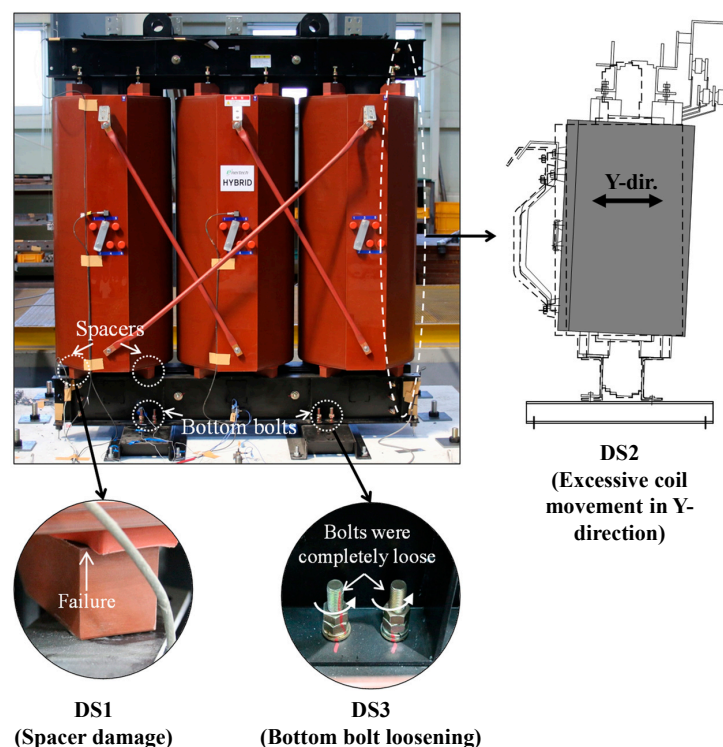 HYBRID
Spacers
Bottom bolts
Y-dir.
DS2
(Excessive coil
movement in Y-
direction)
Failure
Bolts were
completely loose
DS1
(Spacer damage)
DS3
(Bottom bolt loosening)